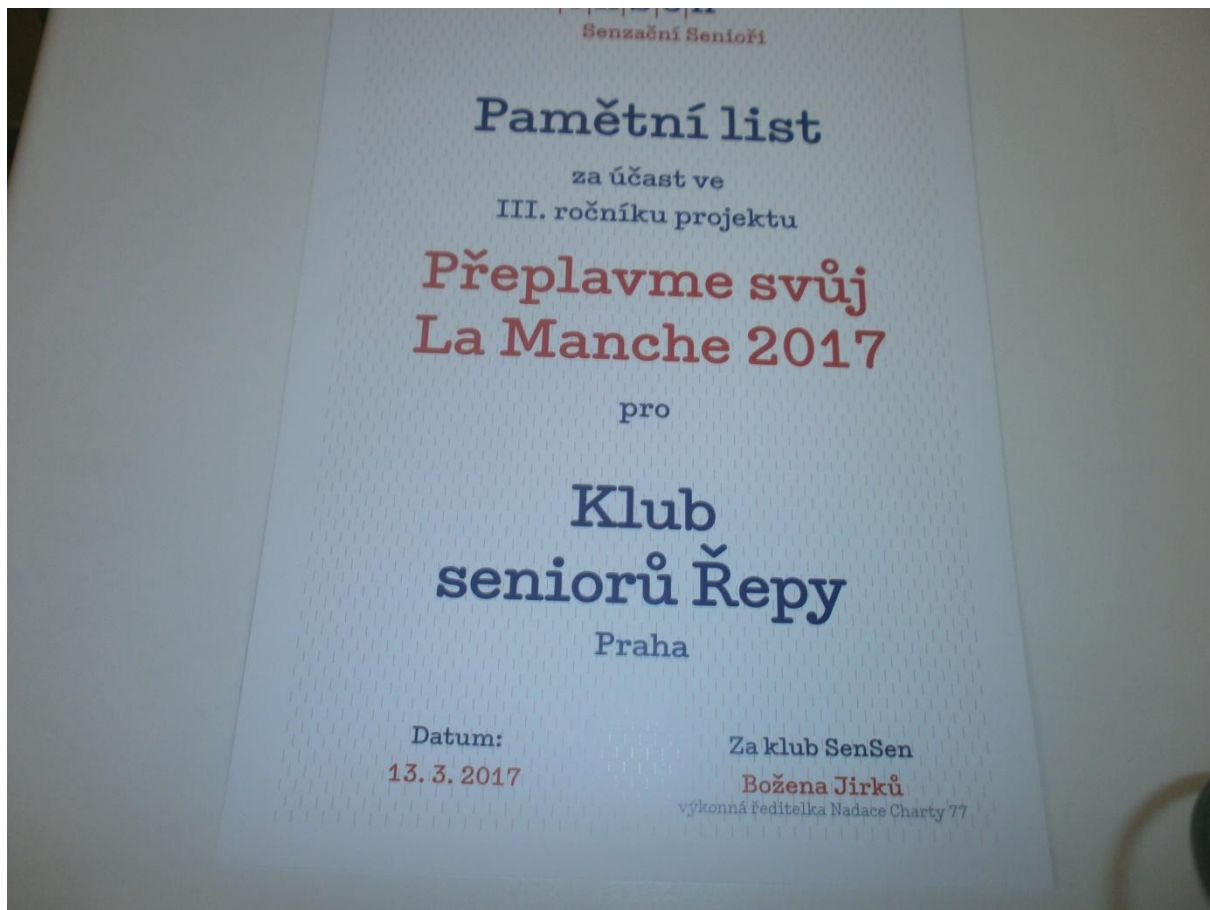 Senzační Senioři
Pamětní list
za účast ve
III. ročníku projektu
Přeplavme svůj
La Manche 2017
pro
Klub
seniorů Řepy
Praha
Datum:
13. 3. 2017
Za klub SenSen
Božena Jirků
výkonná ředitelka Nadace Charty 77